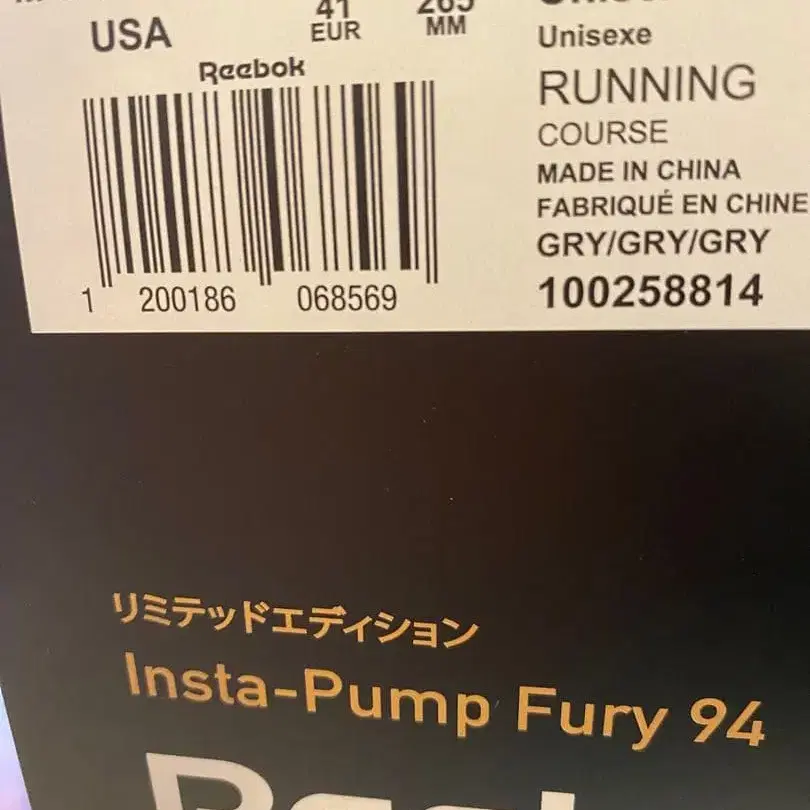 41
265
USA
EUR
MM
Unisexe
Reebok
RUNNING
COURSE
MADE IN CHINA
FABRIQUÉ EN CHINE
GRY/GRY/GRY
1 200186 068569
100258814
リミテッドエディション
Insta-Pump Fury 94